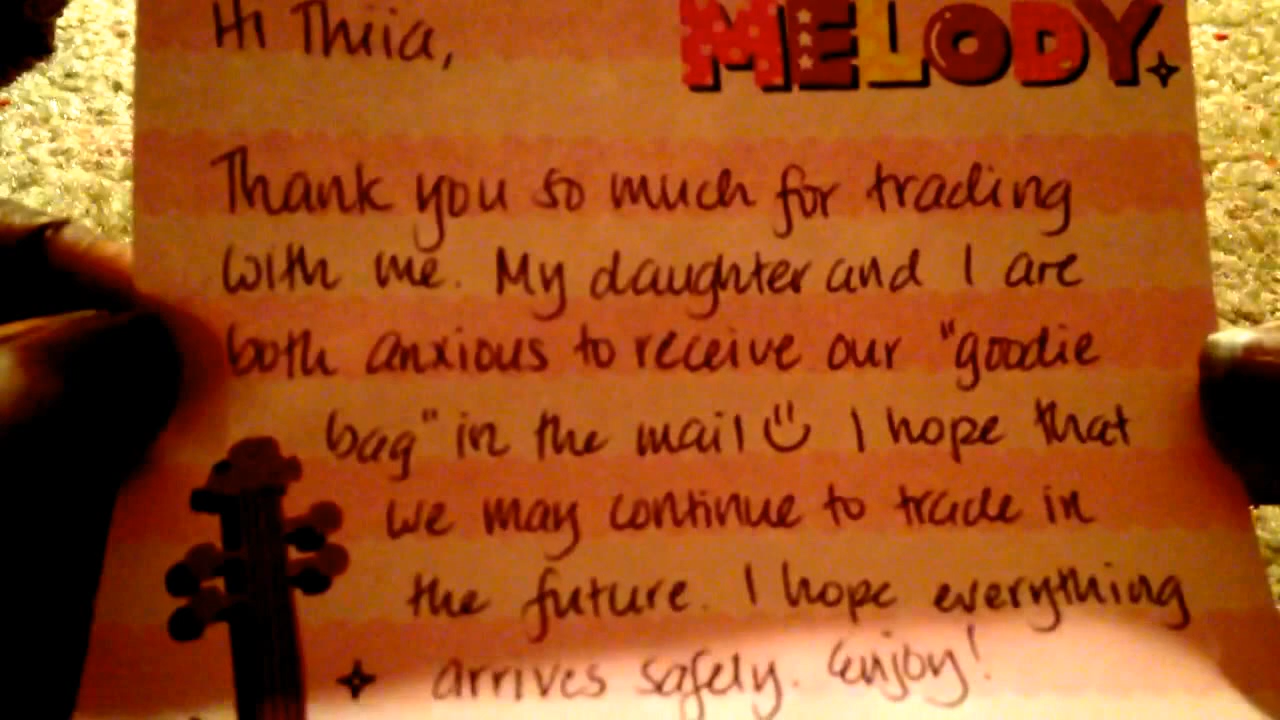 Hi Thiia,
MELODY
Thank you so much for trading
with me. My daughter and I are
both anxious to receive our "goodie
bag" in the mail I hope that
we may continue to trade in
the future. I hope everything
arrives safely. Enjoy!